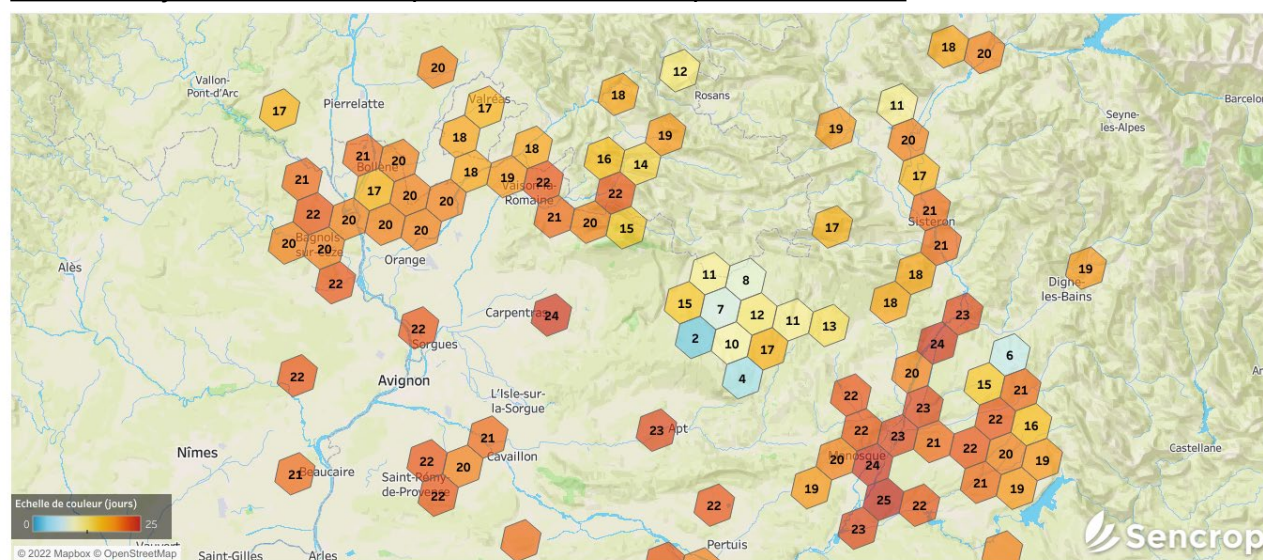 18
20
20
12
Vallon-
Pont-d'Arc
Rosans
Barcelon
17
Pierrelatte
Valréas
17
18
11
Seyne-
les-Alpes
18
18
19
19
20
21
20
Bollène
16
14
21
17
20
18
19
22
Vaison-la-
Romaine
22
17
22
20
20
20
20
21
20
15
17
21
Sisteron
20
20
Bagnols-
sur-Cèze
Orange
21
Alès
22
11
8
18
19
Digne-
les-Bains
15
7
12
11
13
18
Carpentras
24
23
22
Sorgues
2
10
17
24
6
22
Avignon
4
20
15
21
L'Isle-sur-
la-Sorgue
22
23
22
16
Nîmes
21
Cavaillon
23
Apt
22
23
21
22
20
19
Castellane
21
Beaucaire
22
20
Saint-Rémy-
de-Provence
22
20
Manosque
24
19
21
19
Echelle de couleur (jours)
0
25
22
25
22
23
Pertuis
© 2022 Mapbox © OpenStreetMap
Saint-Gilles
Arles
Sencrop